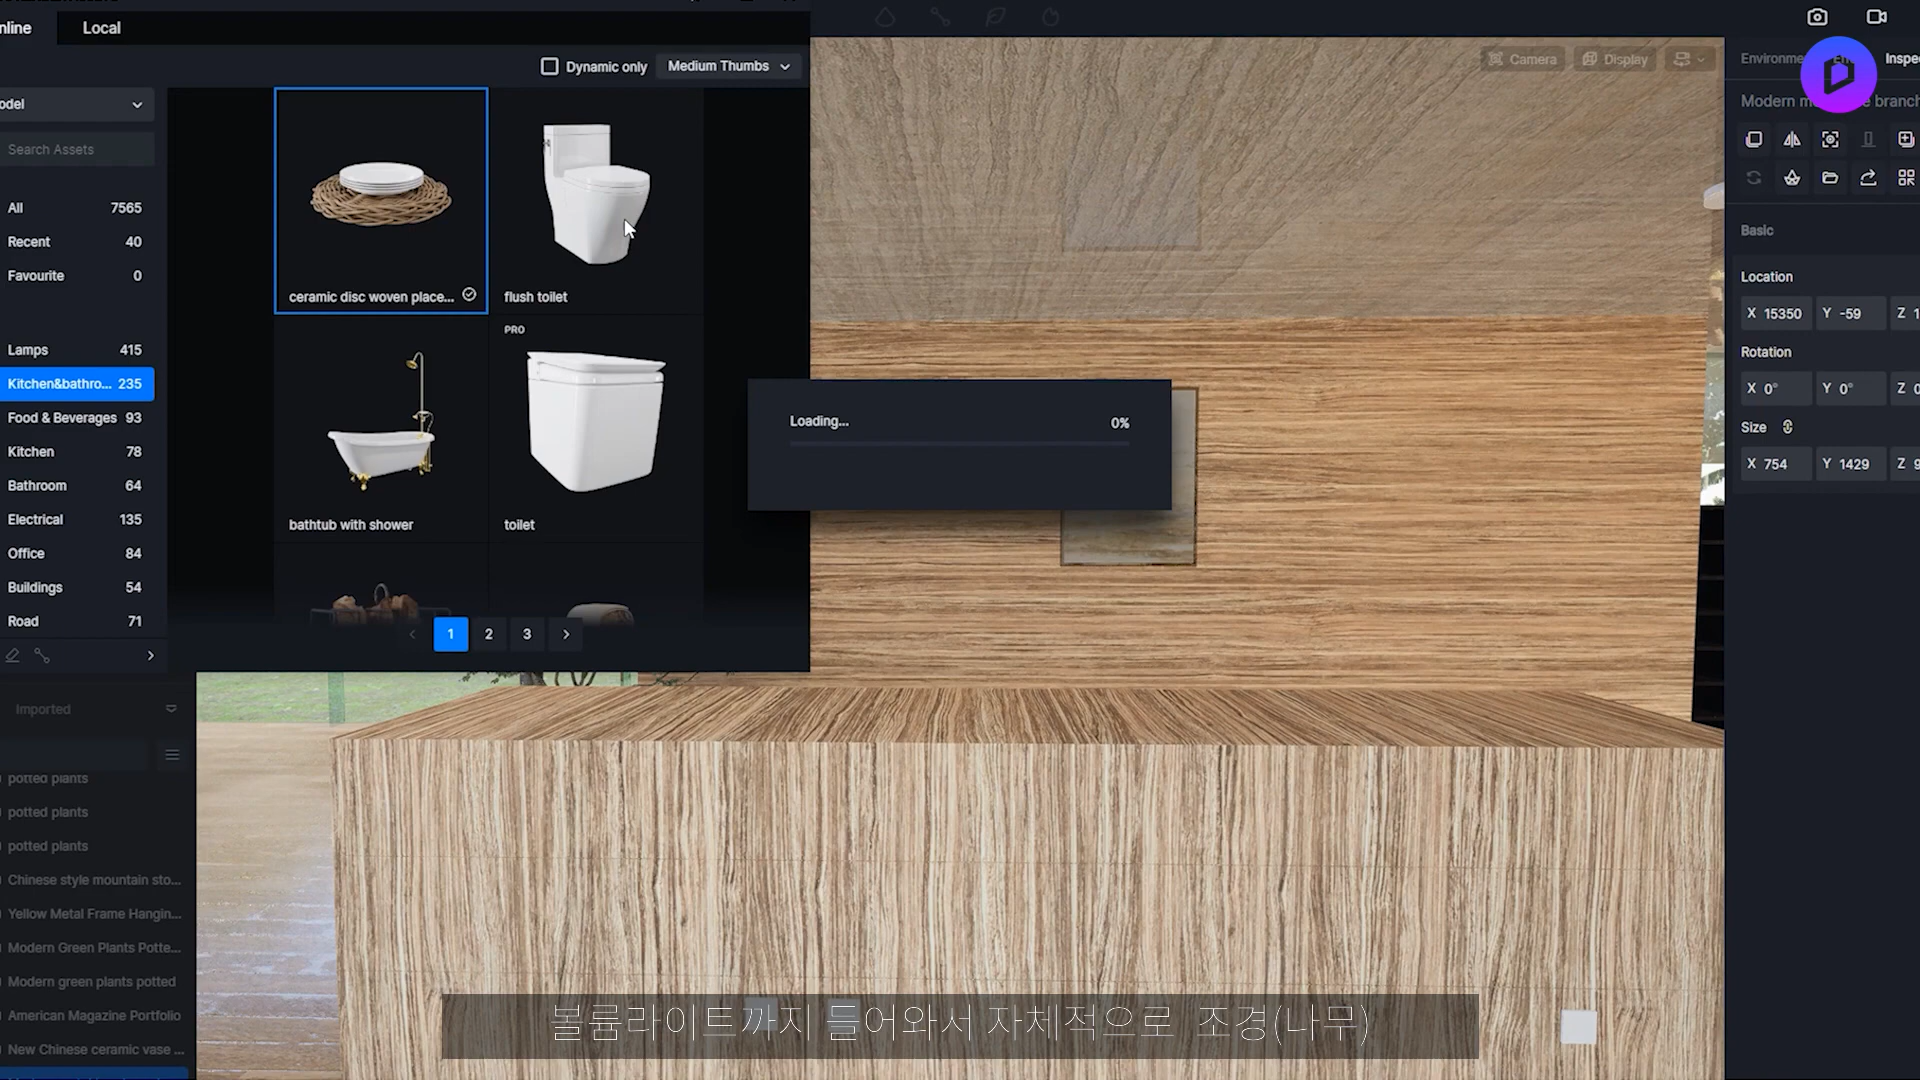 nline
Local
Dynamic only
Medium Thumbs
odel
Search Assets
All 7565
Recent 40
Favourite 0
Lamps 415
Kitchen&bathro... 235
Food & Beverages 93
Kitchen 78
Bathroom 64
Electrical 135
Office 84
Buildings 54
Road 71
ceramic disc woven place...
flush toilet
PRO
bathtub with shower
toilet
1 2 3
Loading... 0%
Imported
potted plants
potted plants
potted plants
Chinese style mountain sto...
Yellow Metal Frame Hangin...
Modern Green Plants Potte...
Modern green plants potted
American Magazine Portfolio
New Chinese ceramic vase ...
Camera
Display
Environme
Inspe
Modern m
e branch
Basic
Location
X 15350 Y -59 Z 1
Rotation
X 0° Y 0° Z 0
Size
X 754 Y 1429 Z 9
볼륨라이트까지 들어와서 자체적으로 조경(나무)